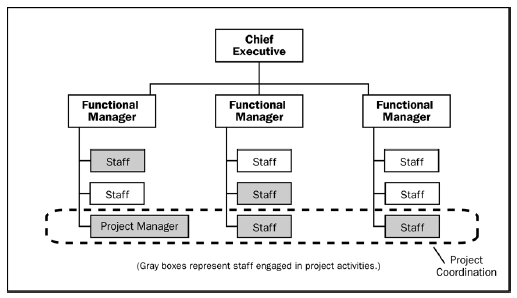 Chief
Executive
Functional
Manager
Functional
Manager
Functional
Manager
Staff
Staff
Staff
Staff
Staff
Staff
Project Manager
Staff
Staff
(Gray boxes represent staff engaged in project activities.)
Project
Coordination